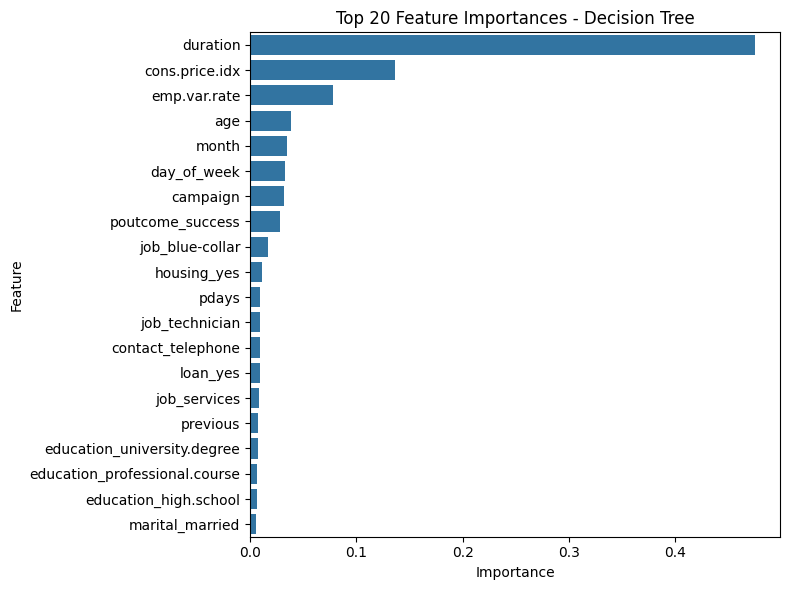 Top 20 Feature Importances - Decision Tree
duration
cons.price.idx
emp.var.rate
age
month
day_of_week
campaign
poutcome_success
job_blue-collar
housing_yes
pdays
job_technician
contact_telephone
loan_yes
job_services
previous
education_university.degree
education_professional.course
education_high.school
marital_married
Feature
0.0 0.1 0.2 0.3 0.4
Importance